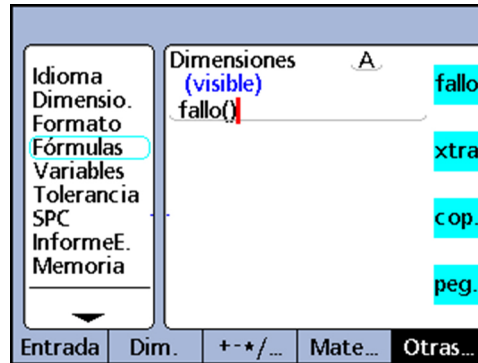 Idioma
Dimensio.
Formato
Fórmulas
Variables
Tolerancia
SPC
InformeE.
Memoria
Dimensiones A
(visible)
fallo()
fallo
xtra
cop.
peg.
Entrada Dim. +-*/... Mate... Otras...